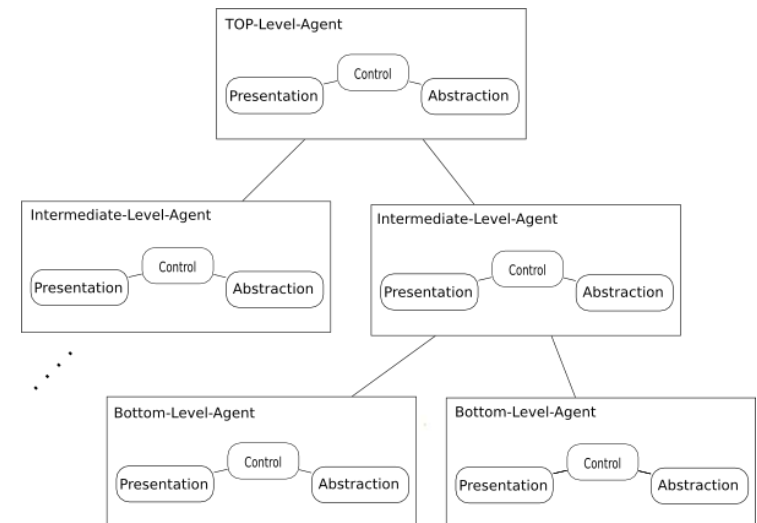 TOP-Level-Agent
Control
Presentation
Abstraction
Intermediate-Level-Agent
Control
Presentation
Abstraction
Intermediate-Level-Agent
Control
Presentation
Abstraction
Bottom-Level-Agent
Control
Presentation
Abstraction
Bottom-Level-Agent
Control
Presentation
Abstraction